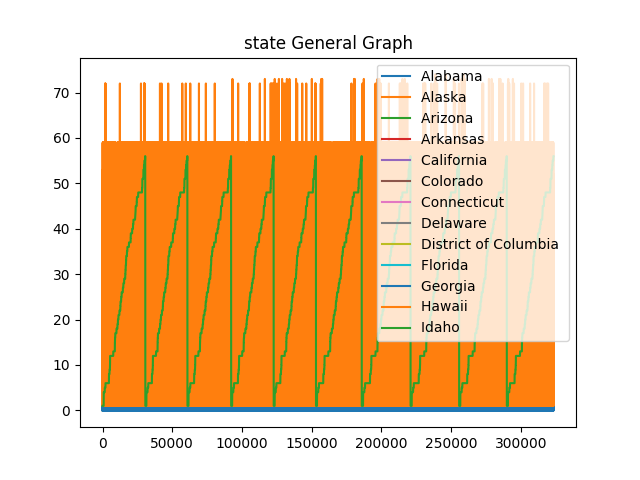 state General Graph
70
60
50
40
30
20
10
0
0 50000 100000 150000 200000 250000 300000
Alabama
Alaska
Arizona
Arkansas
California
Colorado
Connecticut
Delaware
District of Columbia
Florida
Georgia
Hawaii
Idaho